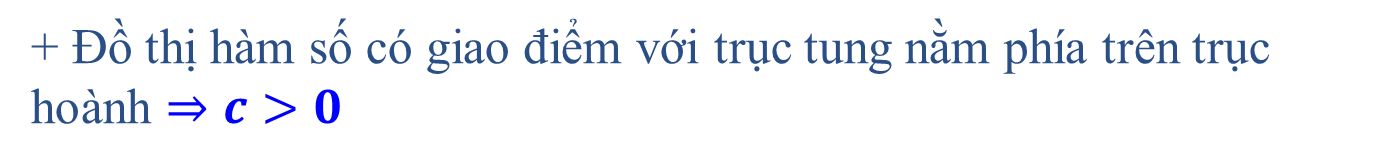 + Đồ thị hàm số có giao điểm với trục tung nằm phía trên trục
hoành ⇒ c > 0